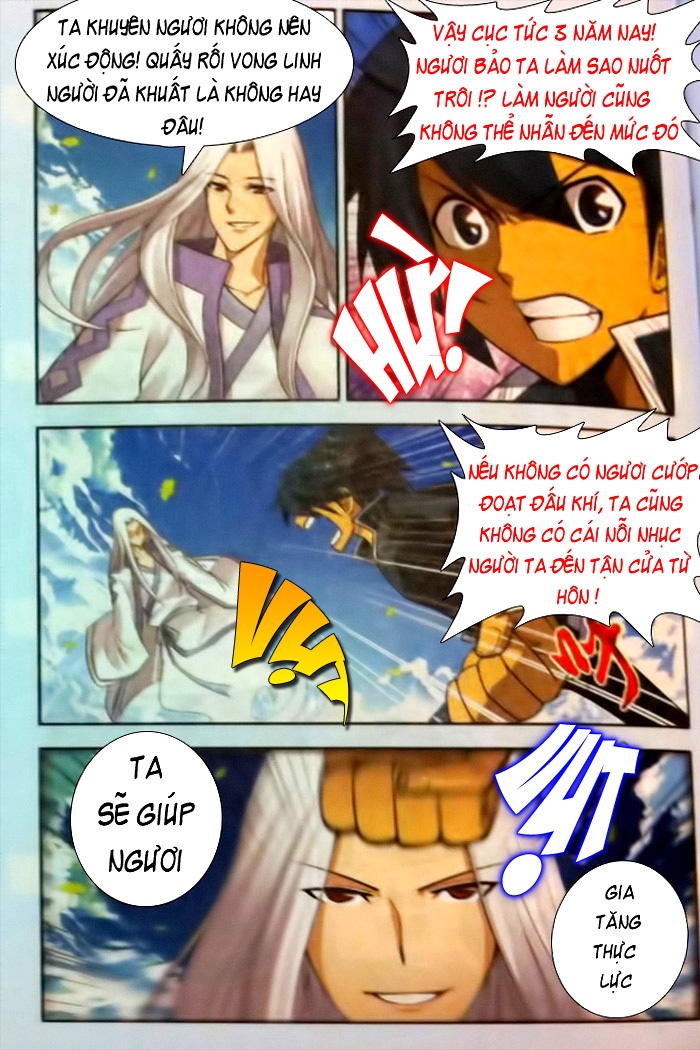 TA KHUYÊN NGƯƠI KHÔNG NÊN
XÚC ĐỘNG! QUẤY RỐI VONG LINH
NGƯỜI ĐÃ KHUẤT LÀ KHÔNG HAY
ĐÂU!
VẬY CỤC TỨC 3 NĂM NAY!
NGƯƠI BẢO TA LÀM SAO NUỐT
TRÔI !? LÀM NGƯỜI CŨNG
KHÔNG THỂ NHẪN ĐẾN MỨC ĐÓ
HỪ!
NẾU KHÔNG CÓ NGƯƠI CƯỚP
ĐOẠT ĐẤU KHÍ, TA CŨNG
KHÔNG CÓ CÁI NỖI NHỤC
NGƯỜI TA ĐẾN TẬN CỬA TỪ
HÔN !
VỤT
TA
SẼ GIÚP
NGƯƠI
VỤT
GIA
TĂNG
THỰC
LỰC